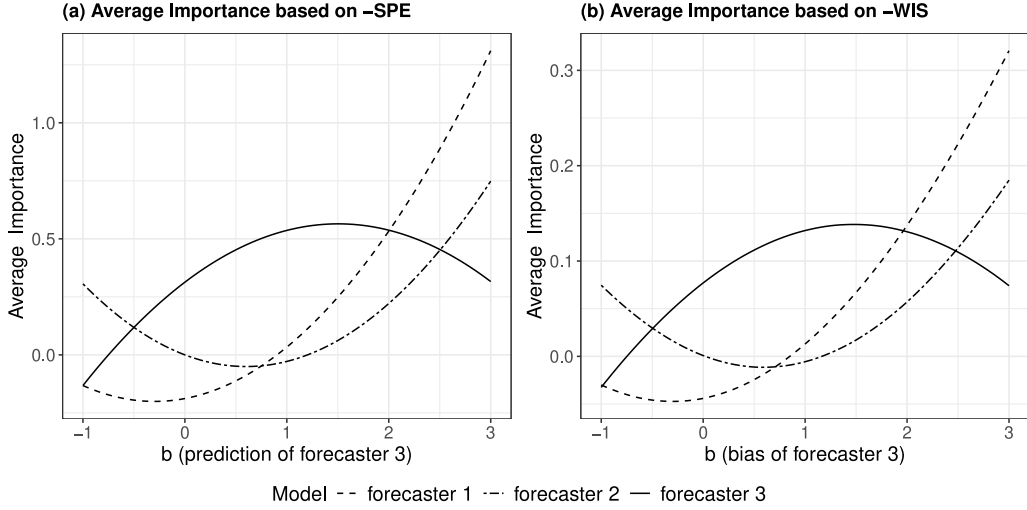 (a) Average Importance based on −SPE
(b) Average Importance based on −WIS
Average Importance
1.0
0.5
0.0
−1 0 1 2 3
b (prediction of forecaster 3)
Average Importance
0.3
0.2
0.1
0.0
−1 0 1 2 3
b (bias of forecaster 3)
Model forecaster 1 forecaster 2 forecaster 3